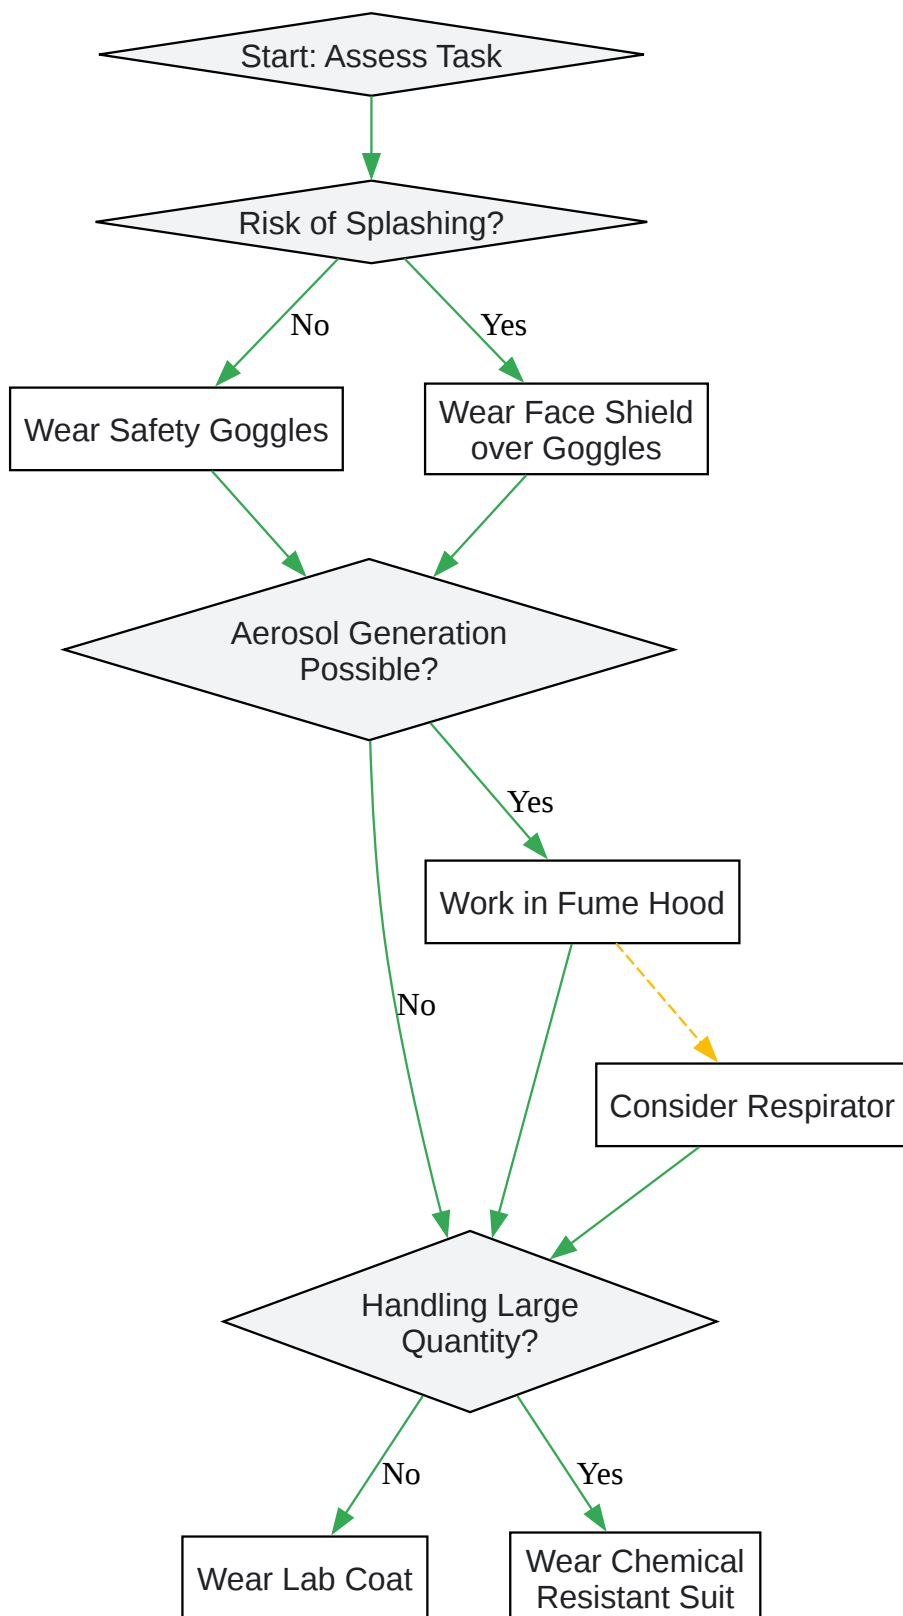 Start: Assess Task
Risk of Splashing?
No
Yes
Wear Safety Goggles
Wear Face Shield
over Goggles
Aerosol Generation
Possible?
Yes
Work in Fume Hood
No
Consider Respirator
Handling Large
Quantity?
No
Yes
Wear Lab Coat
Wear Chemical
Resistant Suit